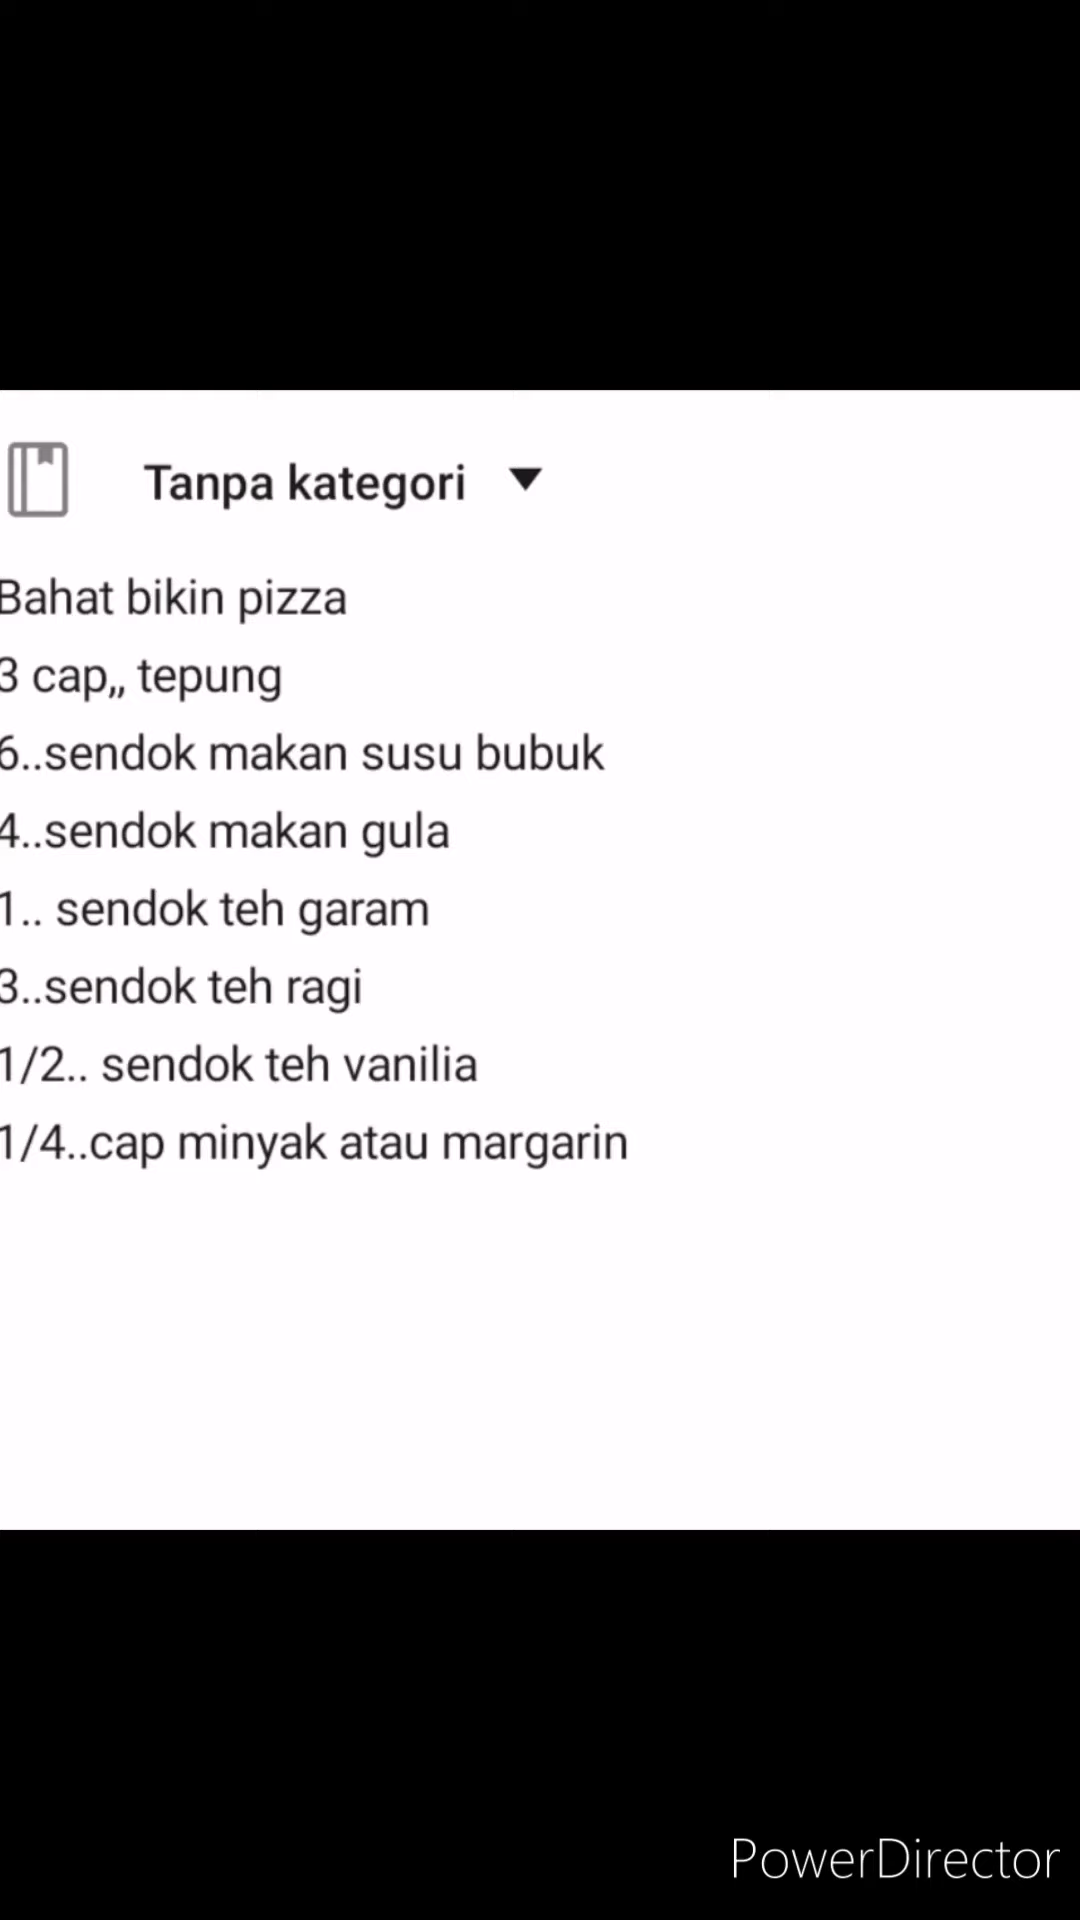 Tanpa kategori
Bahat bikin pizza
3 cap,, tepung
6..sendok makan susu bubuk
4..sendok makan gula
1.. sendok teh garam
3..sendok teh ragi
1/2.. sendok teh vanilia
1/4..cap minyak atau margarin
PowerDirector